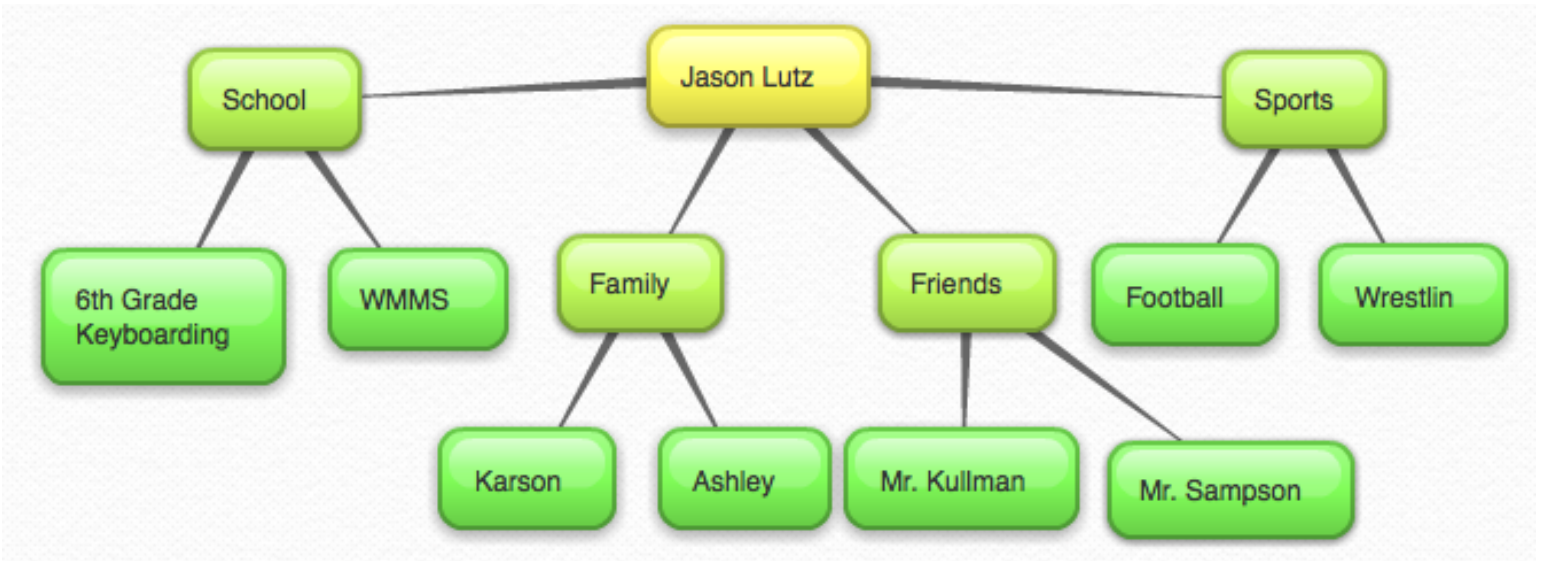 Jason Lutz
School
Sports
6th Grade
Keyboarding
WMMS
Family
Friends
Football
Wrestlin
Karson
Ashley
Mr. Kullman
Mr. Sampson